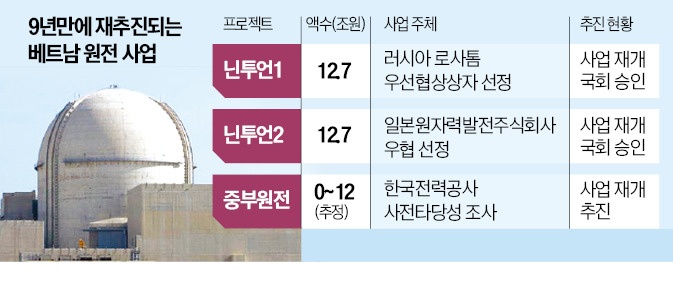 9년만에 재추진되는
베트남 원전 사업
프로젝트 액수(조원) 사업 주체 추진 현황
닌투언1 12.7 러시아 로사톰 사업 재개
우선협상상자 선정 국회 승인
닌투언2 12.7 일본원자력발전주식회사 사업 재개
우협 선정 국회 승인
중부원전 0~12 한국전력공사 사업 재개
(추정) 사전타당성 조사 추진